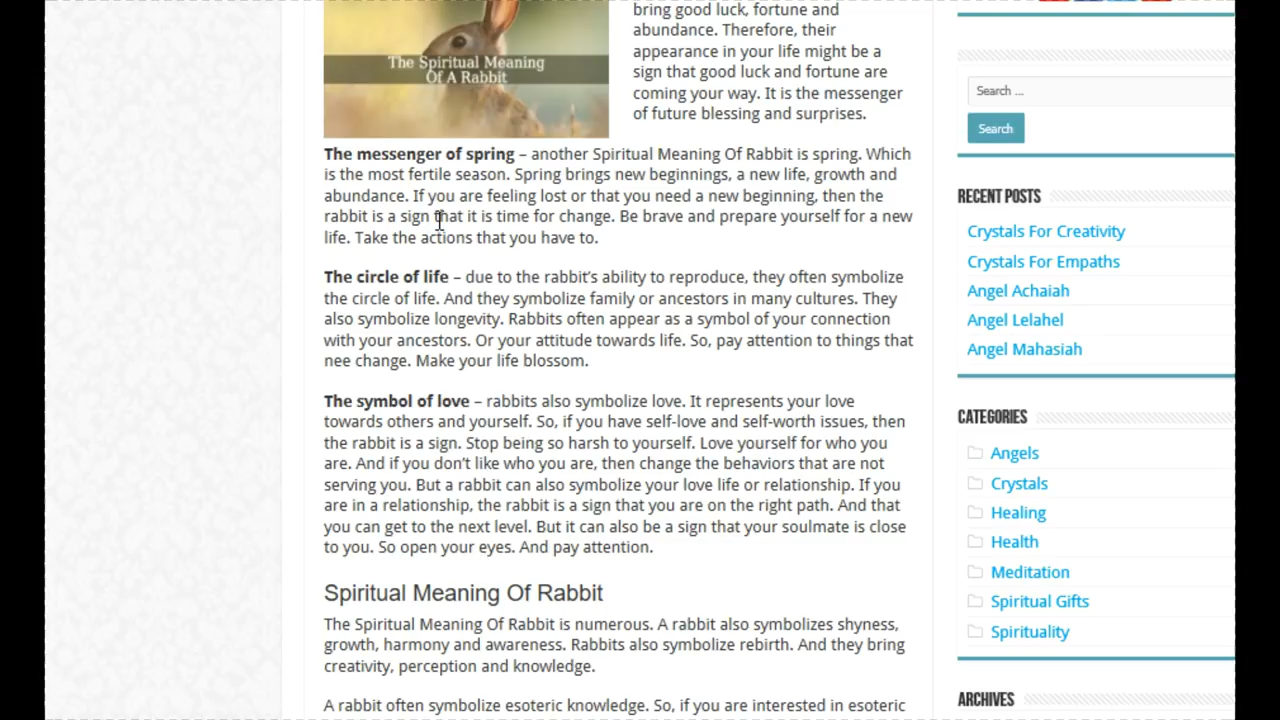 bring good luck, fortune and
abundance. Therefore, their
appearance in your life might be a
sign that good luck and fortune are
coming your way. It is the messenger
of future blessing and surprises.
The Spiritual Meaning
Of A Rabbit
The messenger of spring – another Spiritual Meaning Of Rabbit is spring. Which
is the most fertile season. Spring brings new beginnings, a new life, growth and
abundance. If you are feeling lost or that you need a new beginning, then the
rabbit is a sign that it is time for change. Be brave and prepare yourself for a new
life. Take the actions that you have to.
The circle of life – due to the rabbit’s ability to reproduce, they often symbolize
the circle of life. And they symbolize family or ancestors in many cultures. They
also symbolize longevity. Rabbits often appear as a symbol of your connection
with your ancestors. Or your attitude towards life. So, pay attention to things that
nee change. Make your life blossom.
The symbol of love – rabbits also symbolize love. It represents your love
towards others and yourself. So, if you have self-love and self-worth issues, then
the rabbit is a sign. Stop being so harsh to yourself. Love yourself for who you
are. And if you don’t like who you are, then change the behaviors that are not
serving you. But a rabbit can also symbolize your love life or relationship. If you
are in a relationship, the rabbit is a sign that you are on the right path. And that
you can get to the next level. But it can also be a sign that your soulmate is close
to you. So open your eyes. And pay attention.
Spiritual Meaning Of Rabbit
The Spiritual Meaning Of Rabbit is numerous. A rabbit also symbolizes shyness,
growth, harmony and awareness. Rabbits also symbolize rebirth. And they bring
creativity, perception and knowledge.
A rabbit often symbolize esoteric knowledge. So, if you are interested in esoteric
Search ...
Search
RECENT POSTS
Crystals For Creativity
Crystals For Empaths
Angel Achaiah
Angel Lelahel
Angel Mahasiah
CATEGORIES
Angels
Crystals
Healing
Health
Meditation
Spiritual Gifts
Spirituality
ARCHIVES